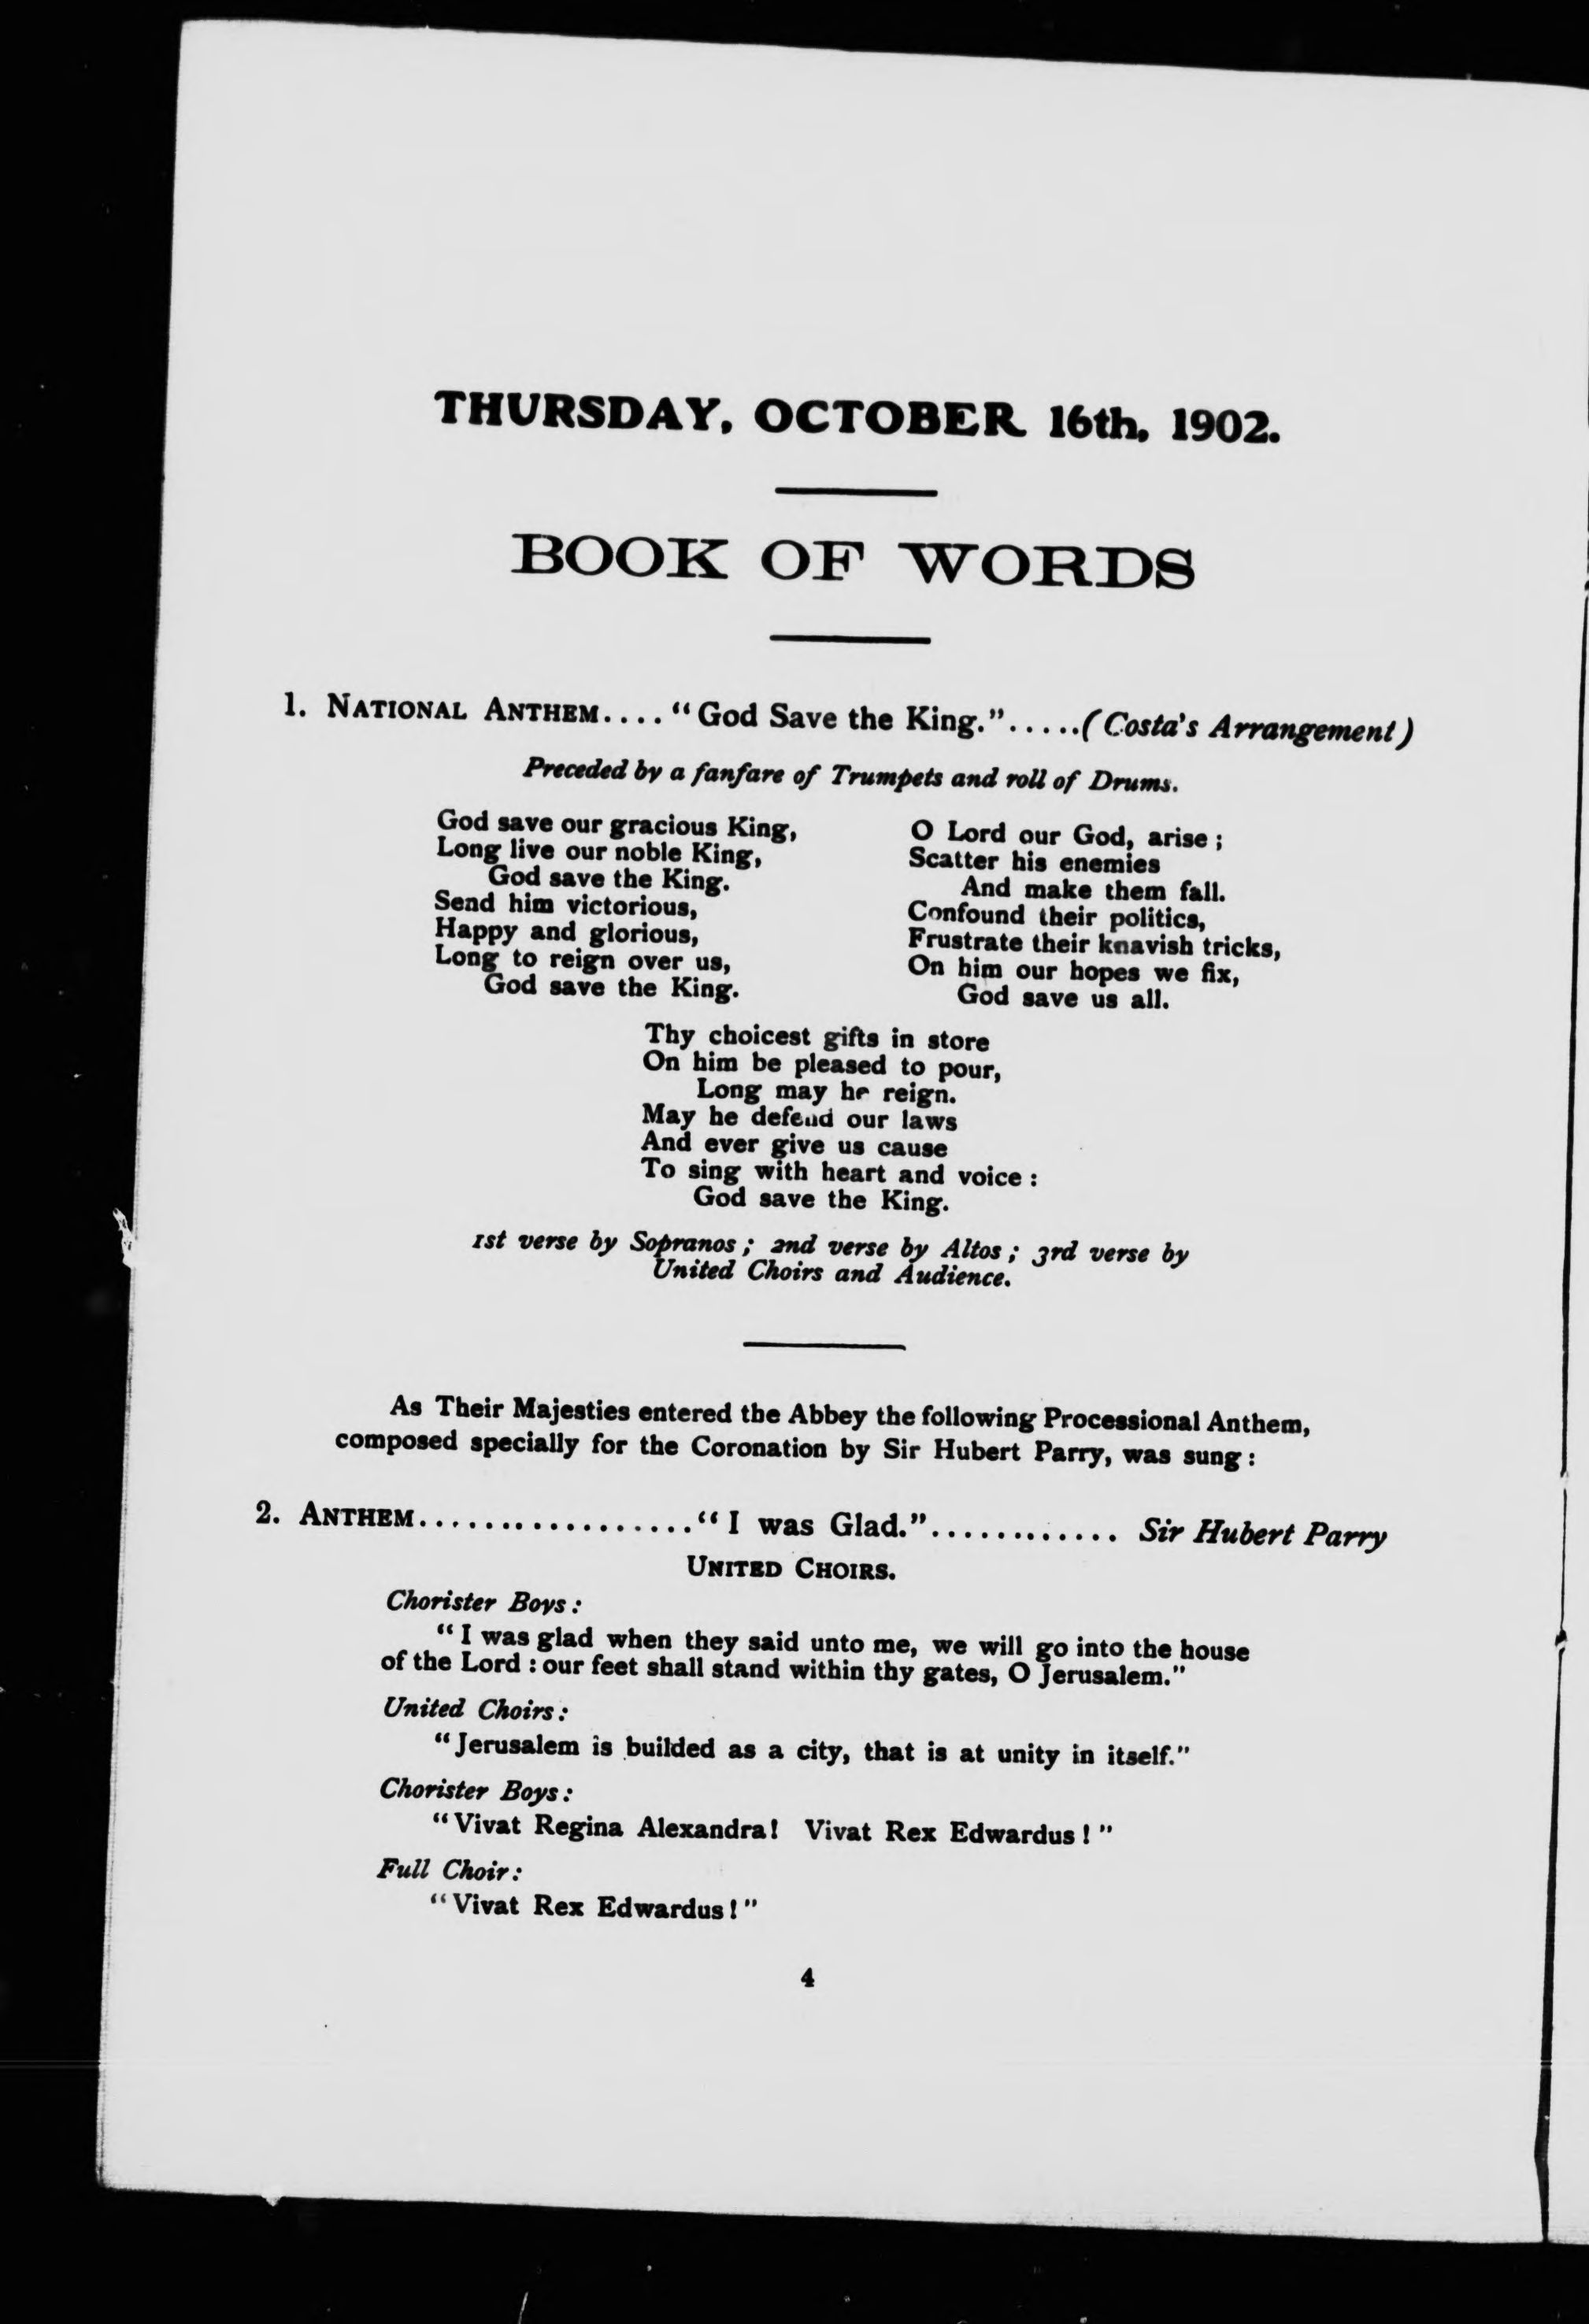 THURSDAY, OCTOBER 16th, 1902.
BOOK OF WORDS
1. NATIONAL ANTHEM.... “God Save the King.”.....(Costa's Arrangement)
Preceded by a fanfare of Trumpets and roll of Drums.
God save our gracious King,
Long live our noble King,
God save the King.
Send him victorious,
Happy and glorious,
Long to reign over us,
God save the King.
O Lord our God, arise ;
Scatter his enemies
And make them fall.
Confound their politics,
Frustrate their knavish tricks,
On him our hopes we fix,
God save us all.
Thy choicest gifts in store
On him be pleased to pour,
Long may he reign.
May he defend our laws
And ever give us cause
To sing with heart and voice :
God save the King.
1st verse by Sopranos ; 2nd verse by Altos ; 3rd verse by
United Choirs and Audience.
As Their Majesties entered the Abbey the following Processional Anthem,
composed specially for the Coronation by Sir Hubert Parry, was sung :
2. ANTHEM.................. “ I was Glad.”............. Sir Hubert Parry
UNITED CHOIRS.
Chorister Boys :
“ I was glad when they said unto me, we will go into the house
of the Lord : our feet shall stand within thy gates, O Jerusalem.”
United Choirs :
“Jerusalem is builded as a city, that is at unity in itself.”
Chorister Boys :
“Vivat Regina Alexandra! Vivat Rex Edwardus ! ”
Full Choir :
“Vivat Rex Edwardus ! ”
4